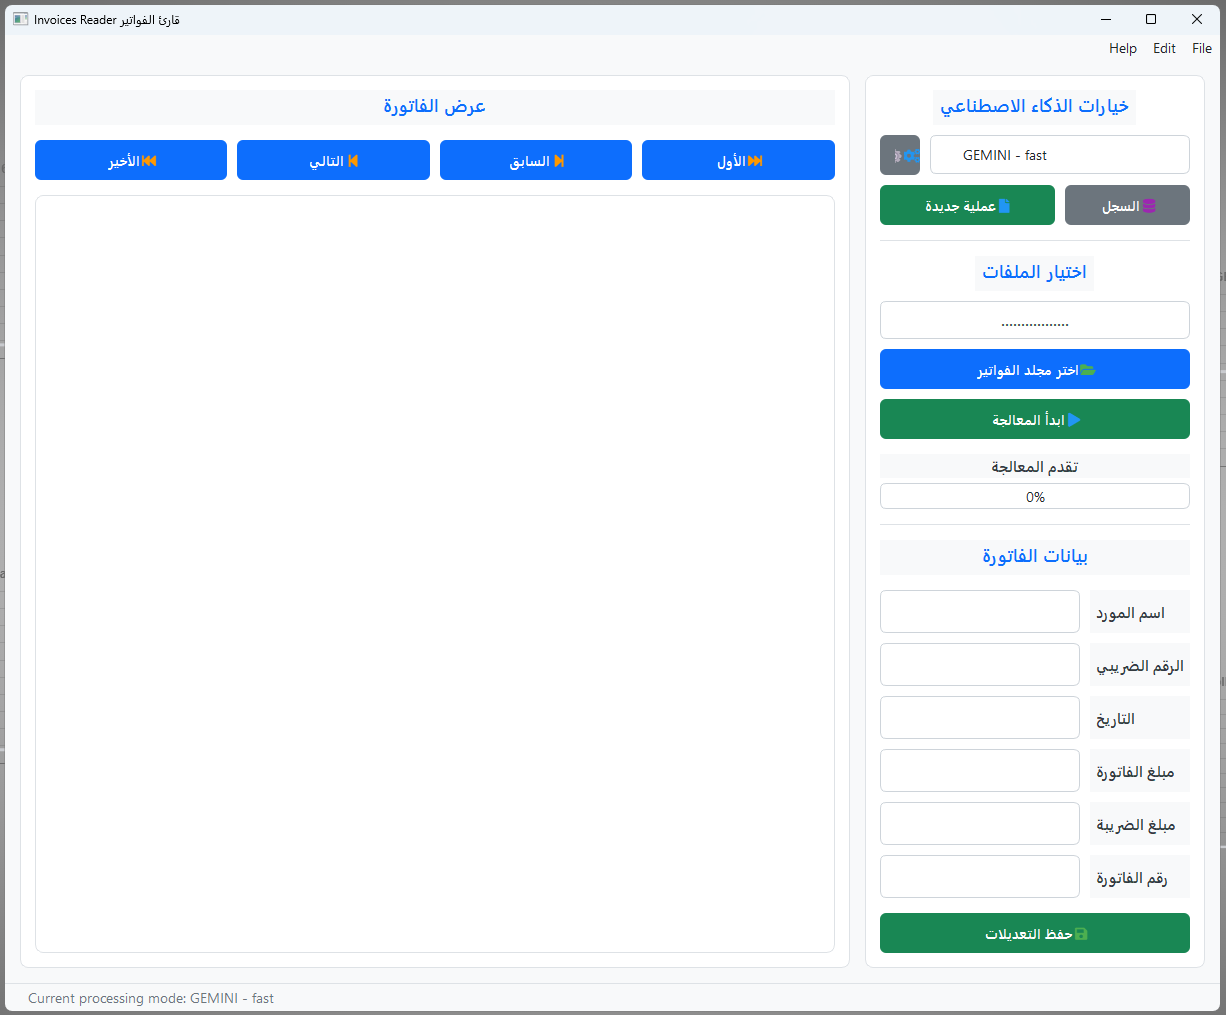 Invoices Reader قارئ الفواتير
File Edit Help
خيارات الذكاء الاصطناعي
GEMINI - fast
السجل
عملية جديدة
اختيار الملفات
.................
اختر مجلد الفواتير
ابدأ المعالجة
تقدم المعالجة
0%
بيانات الفاتورة
اسم المورد
الرقم الضريبي
التاريخ
مبلغ الفاتورة
مبلغ الضريبة
رقم الفاتورة
حفظ التعديلات
عرض الفاتورة
الأول
السابق
التالي
الأخير
Current processing mode: GEMINI - fast